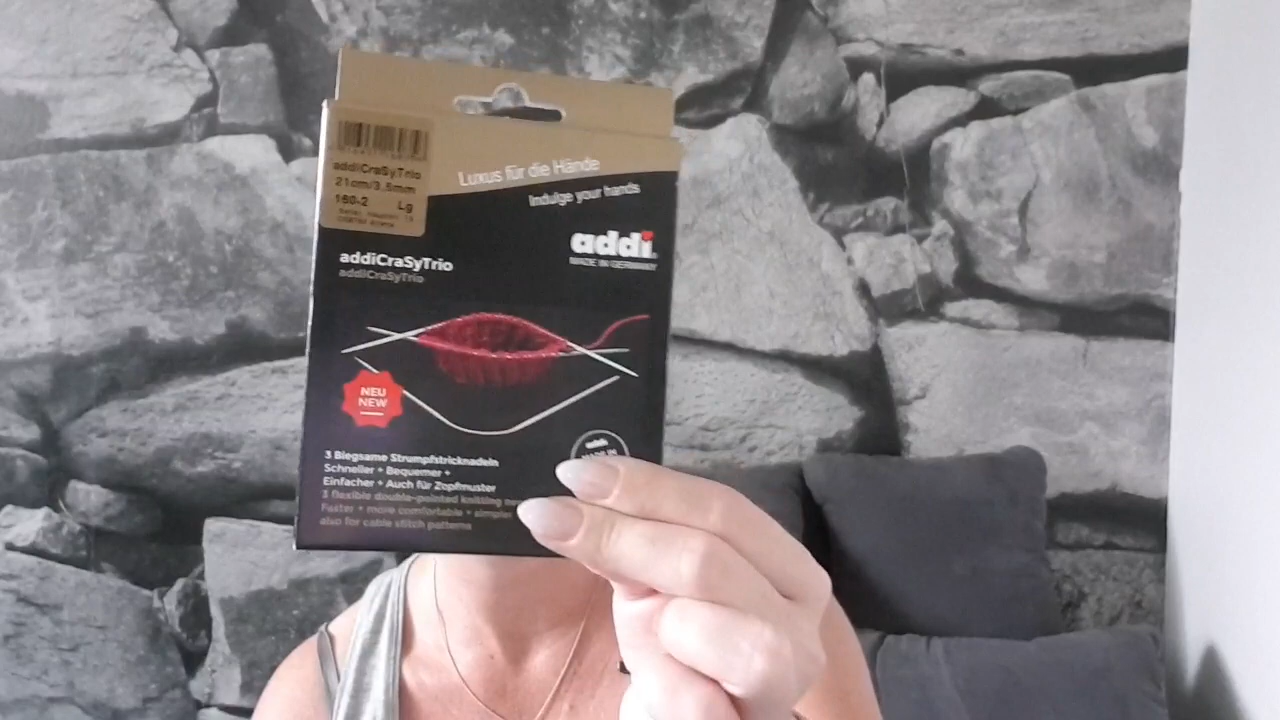 addiCraSyTrio
21cm/3,5mm
160-2 Lg
Luxus für die Hände
Indulge your hands
addi
MADE IN GERMANY
addiCraSyTrio
addiCraSyTrio
NEU
NEW
3 Biegsame Strumpfstricknadeln
Schneller + Bequemer +
Einfacher + Auch für Zopfmuster
3 flexible double-pointed knitting
Faster + more comfortable + simpler
also for cable stitch patterns